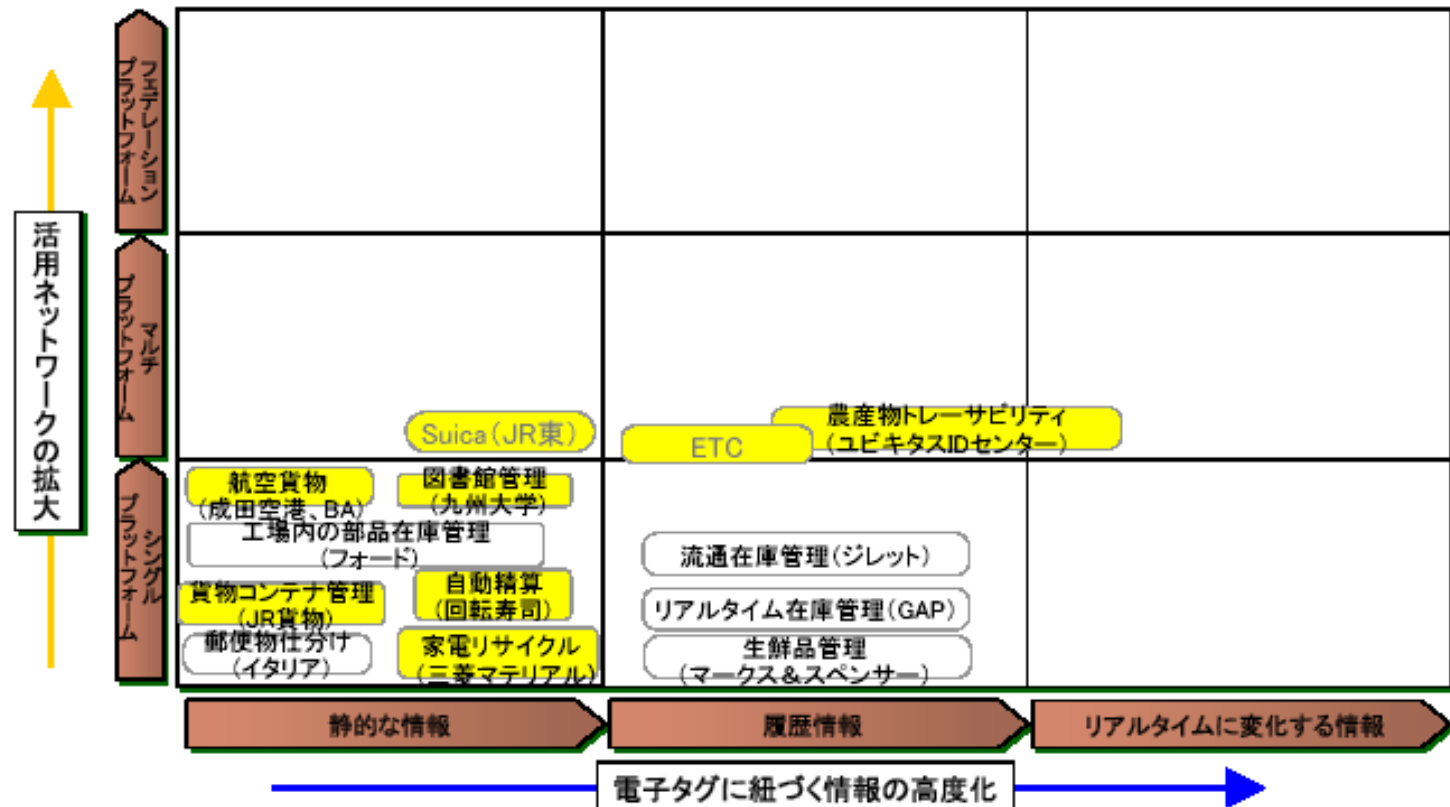 フェデレーション
プラットフォーム
マルチ
プラットフォーム
シングル
プラットフォーム
活用ネットワークの拡大
Suica(JR東)
ETC
農産物トレーサビリティ
(ユビキタスIDセンター)
航空貨物
(成田空港、BA)
図書館管理
(九州大学)
工場内の部品在庫管理
(フォード)
流通在庫管理(ジレット)
貨物コンテナ管理
(JR貨物)
自動精算
(回転寿司)
リアルタイム在庫管理(GAP)
郵便物仕分け
(イタリア)
家電リサイクル
(三菱マテリアル)
生鮮品管理
(マークス&スペンサー)
静的な情報
履歴情報
リアルタイムに変化する情報
電子タグに紐づく情報の高度化